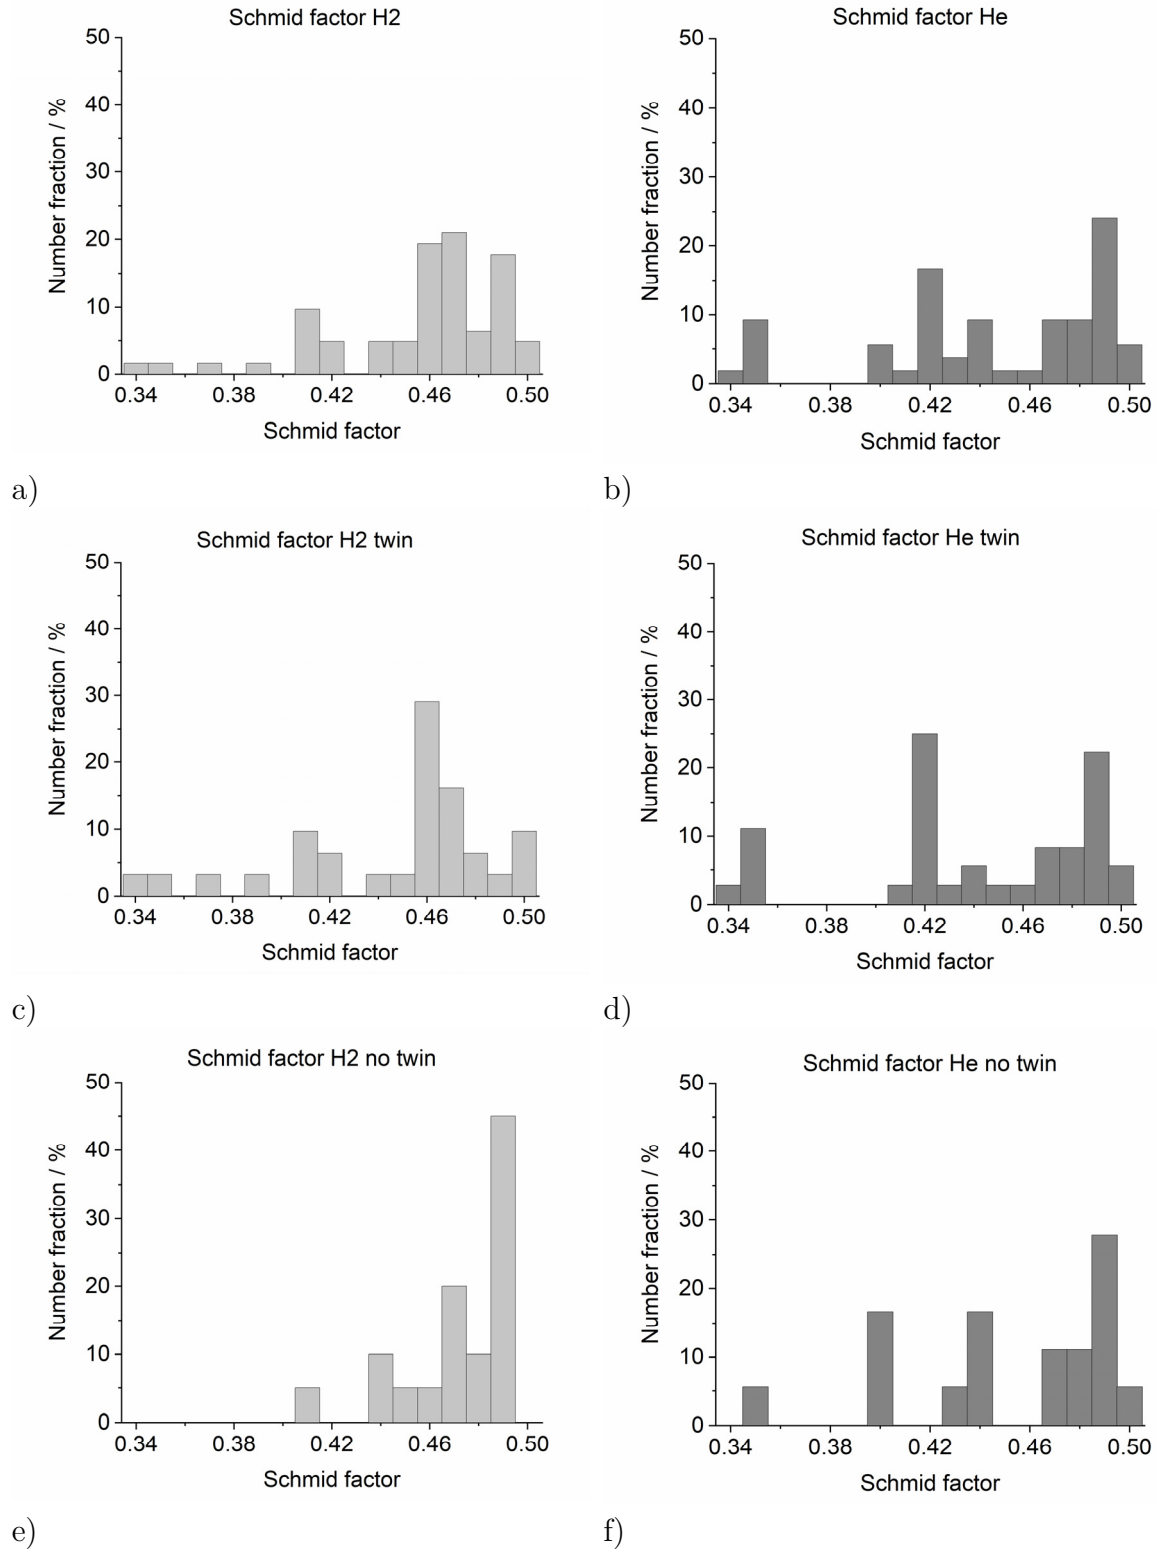 Schmid factor H2
Number fraction / %
50
40
30
20
10
0
0.34 0.38 0.42 0.46 0.50
Schmid factor
a)
Schmid factor He
Number fraction / %
50
40
30
20
10
0
0.34 0.38 0.42 0.46 0.50
Schmid factor
b)
Schmid factor H2 twin
Number fraction / %
50
40
30
20
10
0
0.34 0.38 0.42 0.46 0.50
Schmid factor
c)
Schmid factor He twin
Number fraction / %
50
40
30
20
10
0
0.34 0.38 0.42 0.46 0.50
Schmid factor
d)
Schmid factor H2 no twin
Number fraction / %
50
40
30
20
10
0
0.34 0.38 0.42 0.46 0.50
Schmid factor
e)
Schmid factor He no twin
Number fraction / %
50
40
30
20
10
0
0.34 0.38 0.42 0.46 0.50
Schmid factor
f)